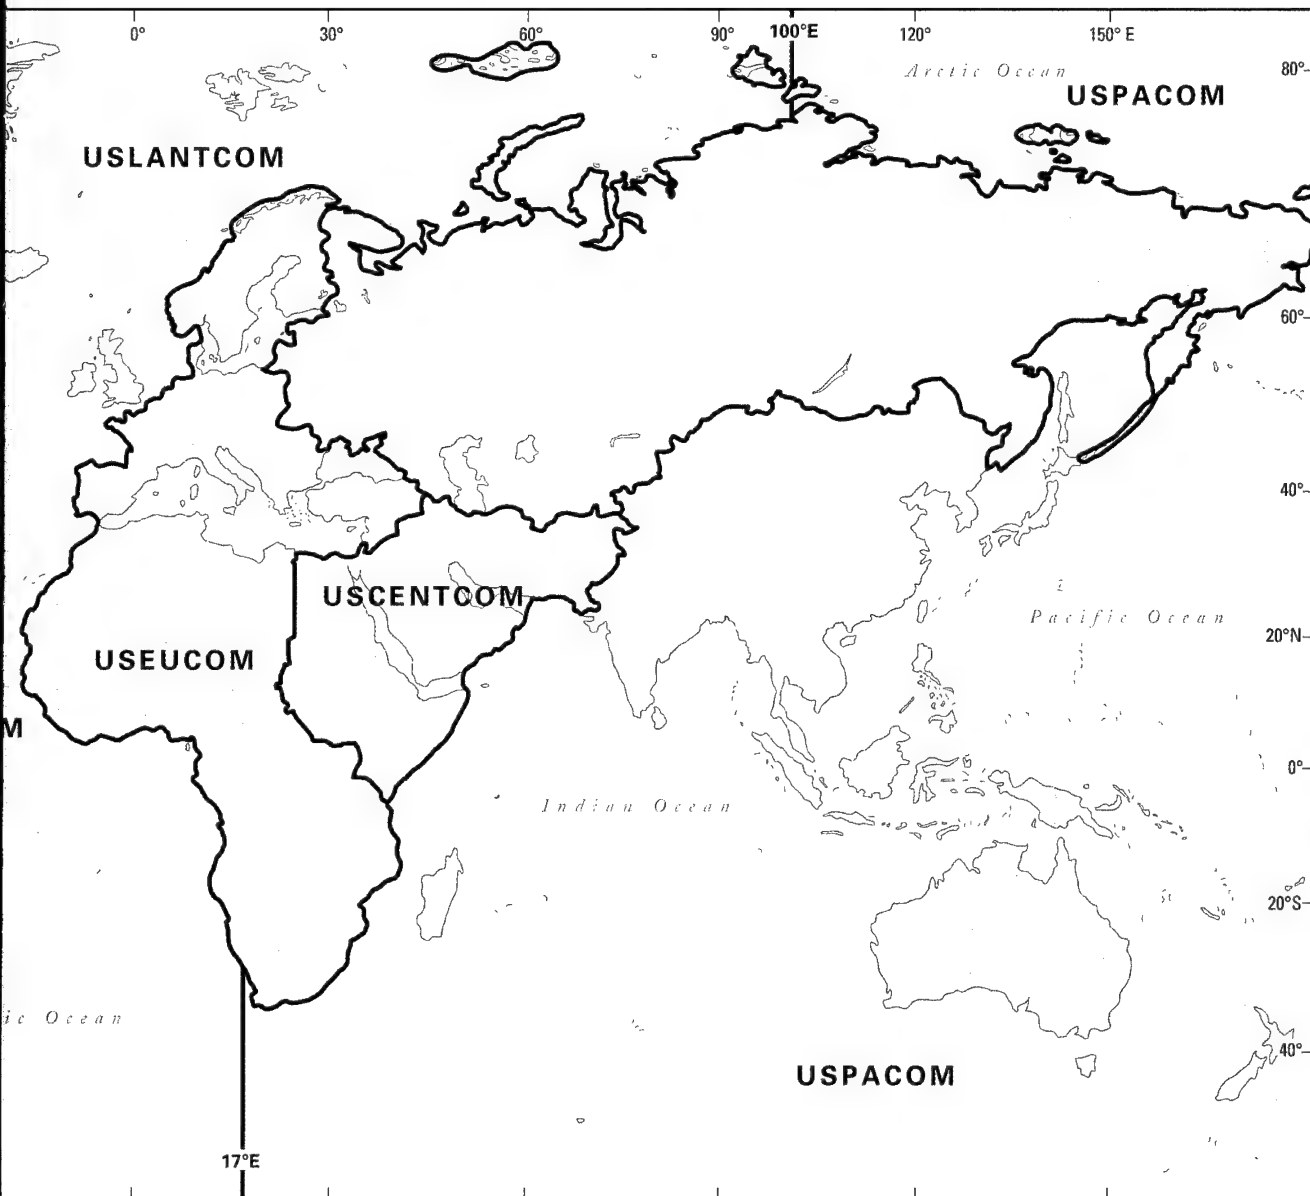 0° 30° 60° 90° 100°E 120° 150° E
Arctic Ocean
80°
USPACOM
USLANTCOM
60°
40°
USCENTCOM
Pacific Ocean
20°N
USEUCOM
M
0°
Indian Ocean
20°S
ic Ocean
40°
USPACOM
17°E